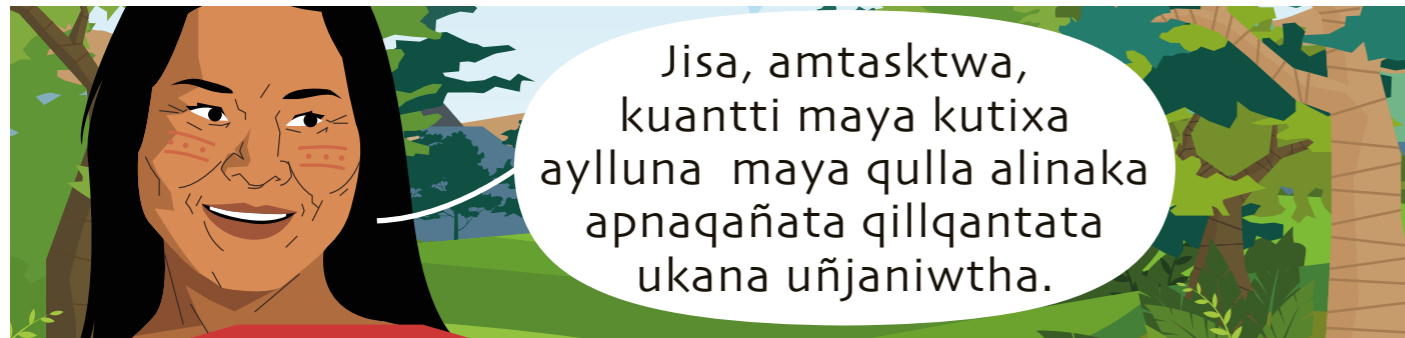 Jisa, amtasktwa,
kuantti maya kutixa
aylluna maya qulla alinaka
apnaqañata qillqantata
ukana uñjaniwtha.